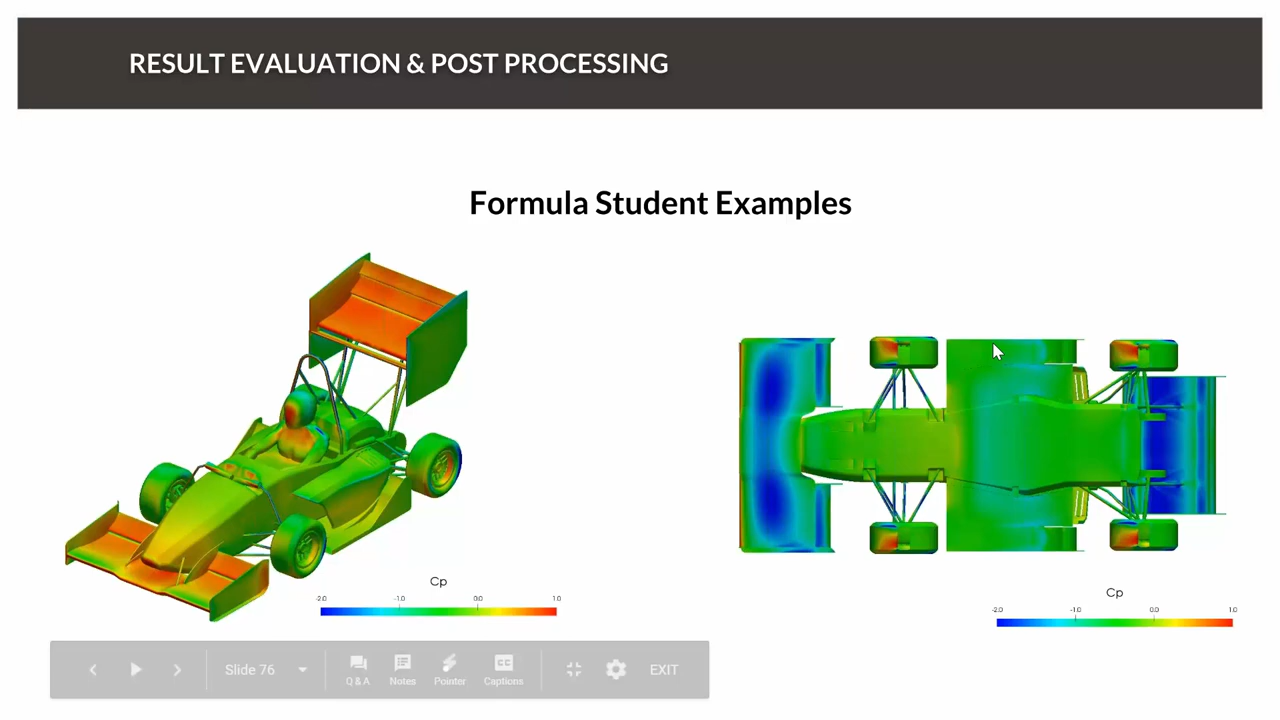 RESULT EVALUATION & POST PROCESSING
Formula Student Examples
Cp
-2.0 -1.0 0.0 1.0
Cp
-2.0 -1.0 0.0 1.0
Slide 76
Q & A Notes Pointer Captions
CC
EXIT